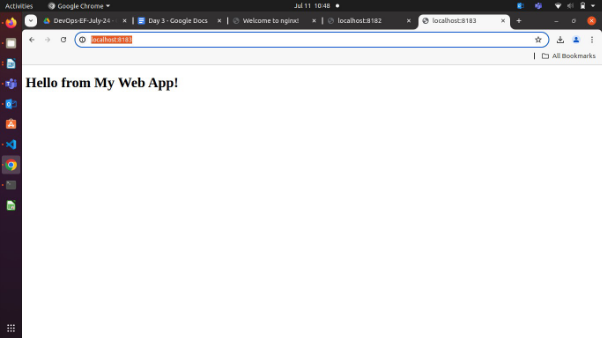 Activities Google Chrome Jul 11 10:48
DevOps-EF-July-24 - Day 3 - Google Docs Welcome to nginx! localhost:8182 localhost:8183
localhost:8183
All Bookmarks
Hello from My Web App!